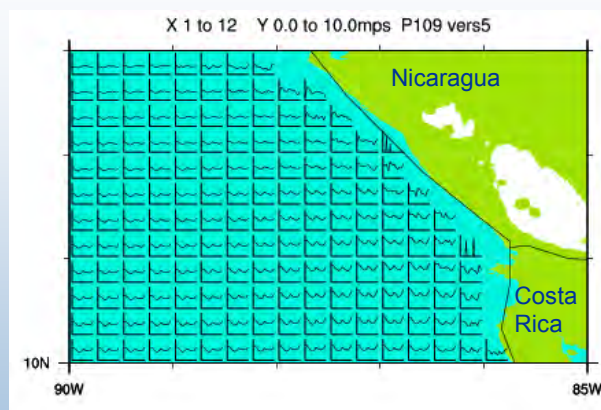 X 1 to 12 Y 0.0 to 10.0mps P109 vers5
Nicaragua
Costa
Rica
10N
90W
85W